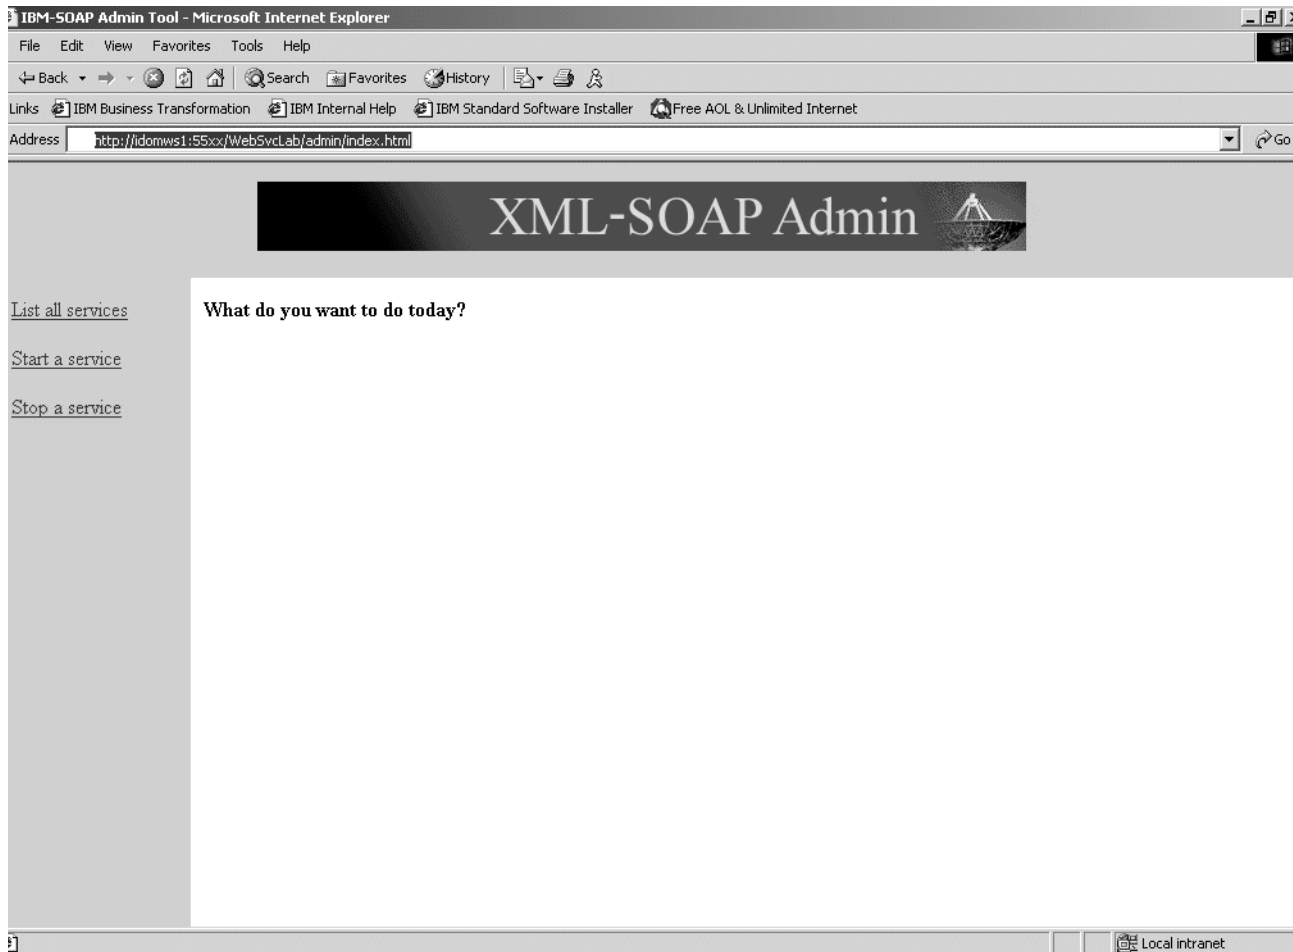 IBM-SOAP Admin Tool - Microsoft Internet Explorer
File Edit View Favorites Tools Help
Back Search Favorites History
Links IBM Business Transformation IBM Internal Help IBM Standard Software Installer Free AOL & Unlimited Internet
Address http://idomws1:55xx/WebSvcLab/admin/index.html Go
XML-SOAP Admin
List all services
What do you want to do today?
Start a service
Stop a service
Local intranet